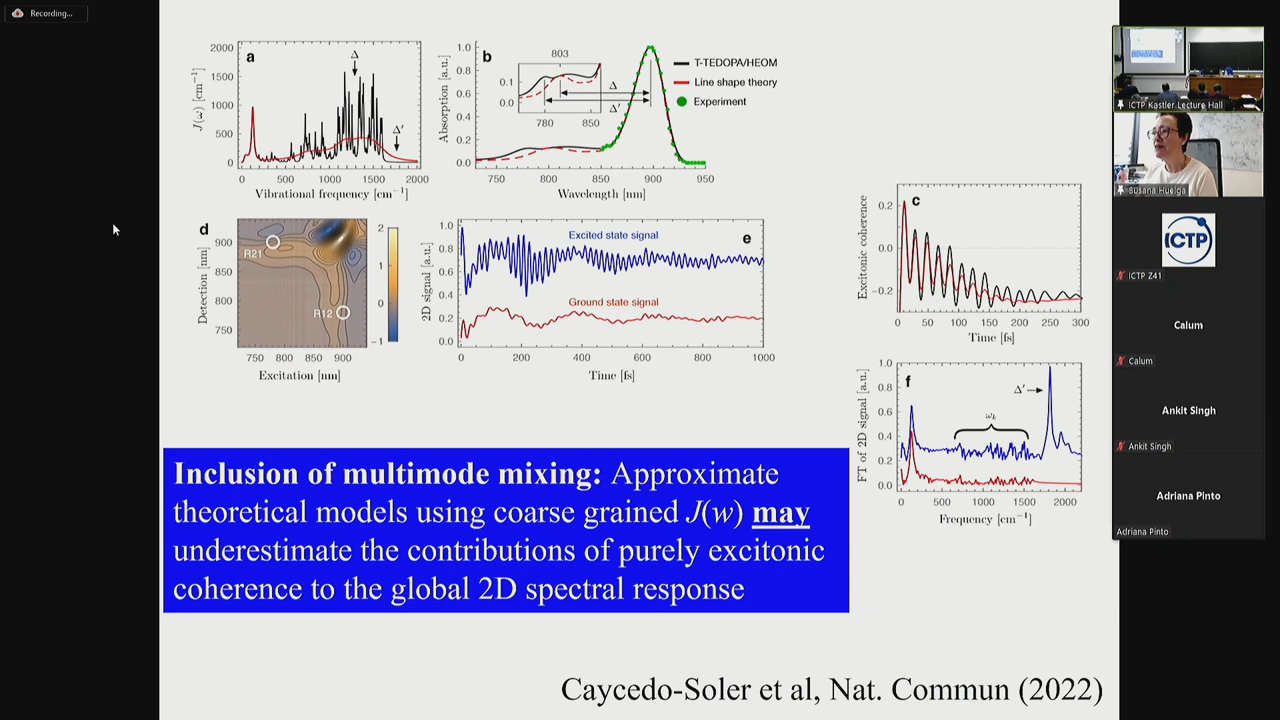 Recording...
a
2100
1500
1000
500
0
J(ω) [cm⁻¹]
Δ
Δ'
0
500
1000
1500
2000
Vibrational frequency [cm⁻¹]
b
1.0
0.8
0.6
0.4
0.2
0.0
Absorption [a.u.]
803
0.1
0.0
780
850
Δ
Δ'
750
800
850
900
950
Wavelength [nm]
T-TEDOPA/HEOM
Line shape theory
Experiment
d
900
850
800
750
Detection [nm]
R21
R12
2
1
0
−1
750
800
850
900
Excitation [nm]
e
1.0
0.8
0.6
0.4
0.2
0.0
2D signal [a.u.]
Excited state signal
Ground state signal
0
200
400
600
800
1000
Time [fs]
c
0.2
0.0
−0.2
Excitonic coherence
0
50
100
150
200
250
300
Time [fs]
f
1.0
0.8
0.6
0.4
0.2
0.0
FT of 2D signal [a.u.]
Δ'
ωk
0
500
1000
1500
2000
Frequency [cm⁻¹]
Inclusion of multimode mixing: Approximate
theoretical models using coarse grained J(w) may
underestimate the contributions of purely excitonic
coherence to the global 2D spectral response
Caycedo-Soler et al, Nat. Commun (2022)
ICTP Kastler Lecture Hall
Susana Huelga
ICTP
ICTP Z41
Calum
Calum
Ankit Singh
Ankit Singh
Adriana Pinto
Adriana Pinto